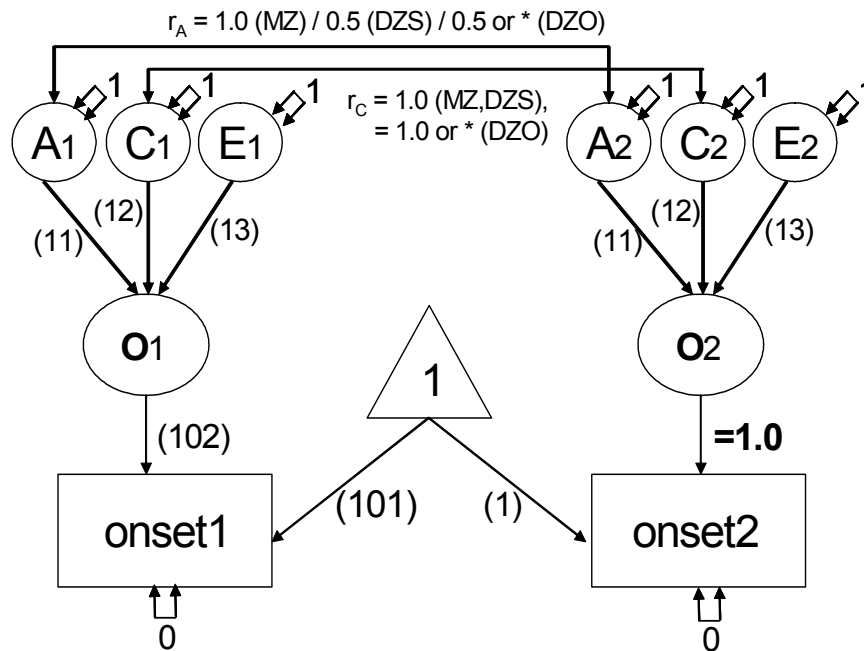 r_A = 1.0 (MZ) / 0.5 (DZS) / 0.5 or * (DZO)
1 1 1 1 1 1
r_C = 1.0 (MZ,DZS),
= 1.0 or * (DZO)
A1 C1 E1 A2 C2 E2
(11) (12) (13) (11) (12) (13)
O1 1 O2
(102) =1.0
(101) (1)
onset1 onset2
0 0